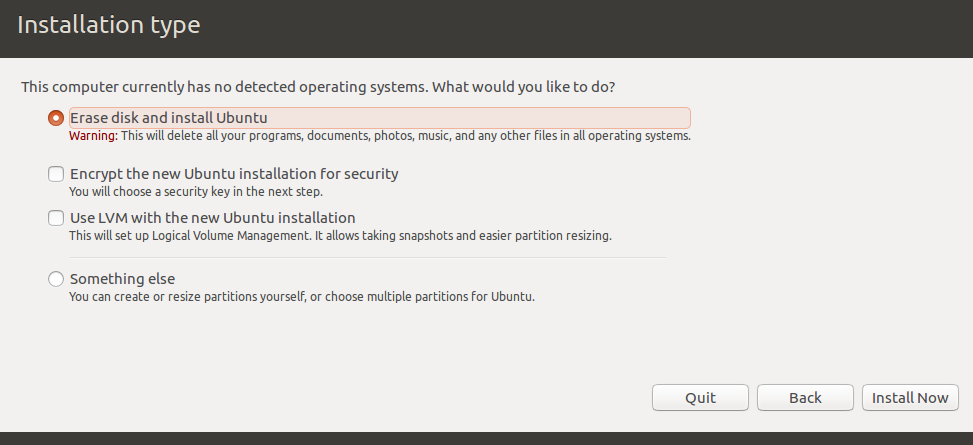 Installation type
This computer currently has no detected operating systems. What would you like to do?
Erase disk and install Ubuntu
Warning: This will delete all your programs, documents, photos, music, and any other files in all operating systems.
Encrypt the new Ubuntu installation for security
You will choose a security key in the next step.
Use LVM with the new Ubuntu installation
This will set up Logical Volume Management. It allows taking snapshots and easier partition resizing.
Something else
You can create or resize partitions yourself, or choose multiple partitions for Ubuntu.
Quit Back Install Now